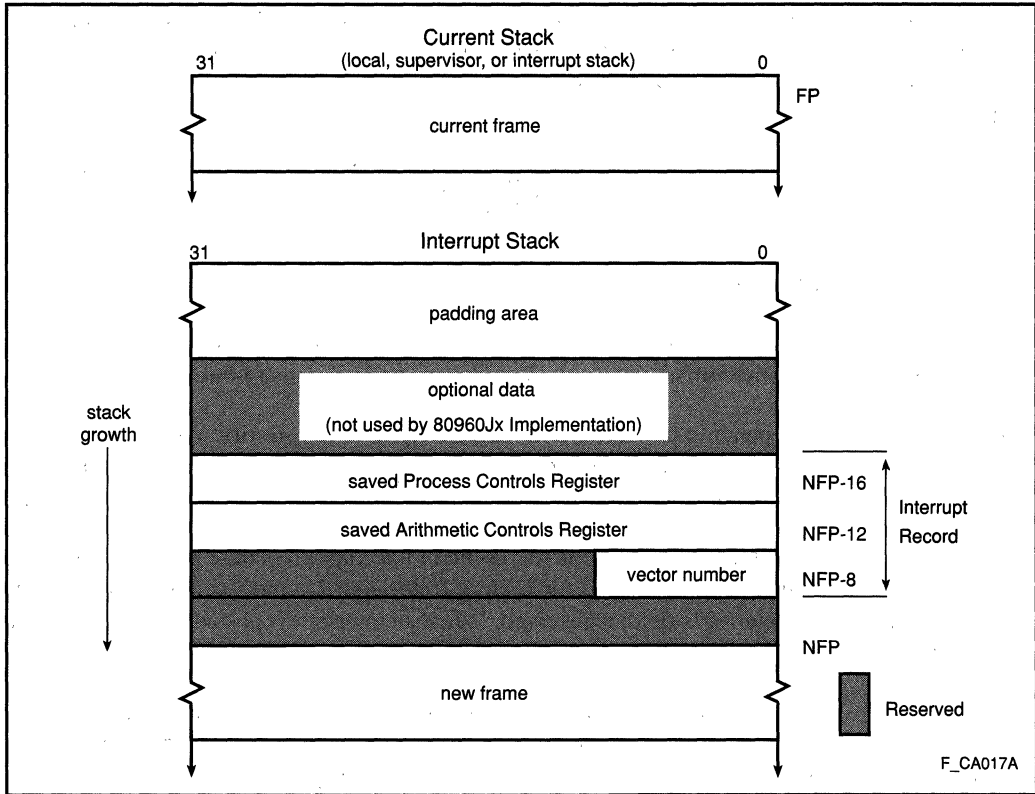 Current Stack
(local, supervisor, or interrupt stack)
31
0
FP
current frame
Interrupt Stack
31
0
padding area
optional data
(not used by 80960Jx Implementation)
stack
growth
saved Process Controls Register
NFP-16
saved Arithmetic Controls Register
NFP-12
Interrupt
Record
vector number
NFP-8
NFP
new frame
Reserved
F_CA017A